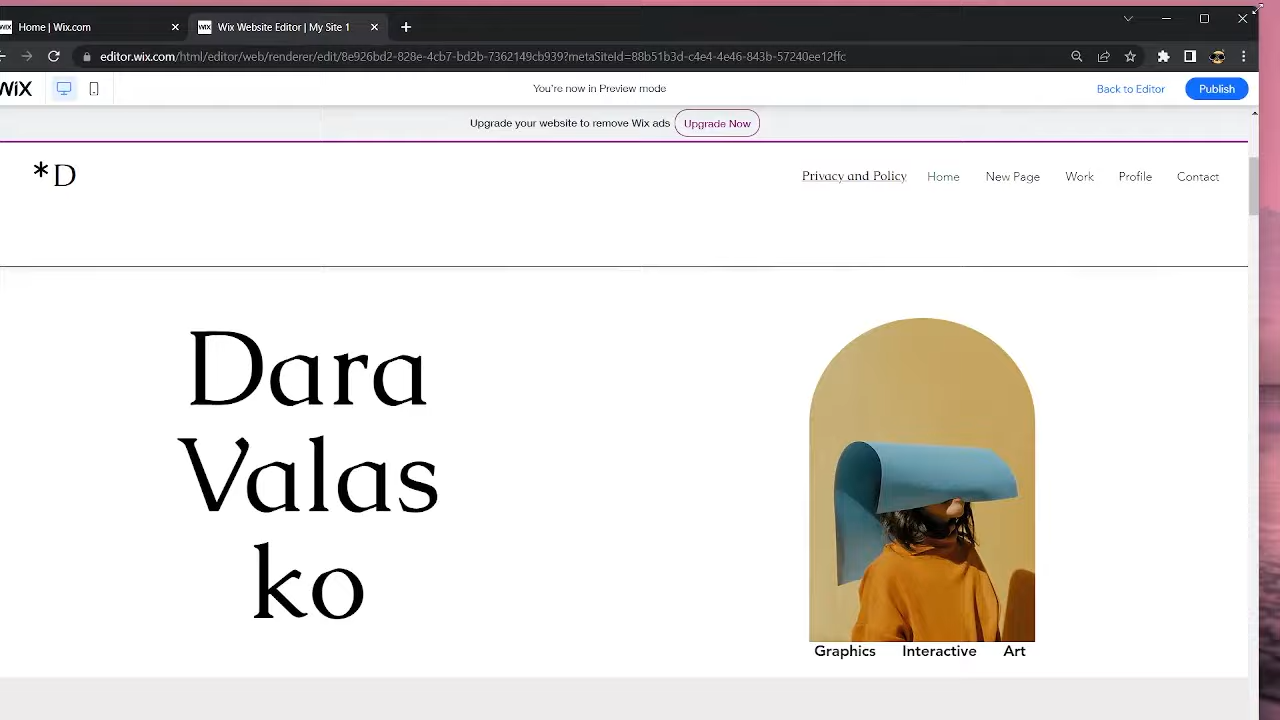 WiX Home | Wix.com
WiX Wix Website Editor | My Site 1
editor.wix.com/html/editor/web/renderer/edit/8e926bd2-828e-4cb7-bd2b-7362149cb939?metaSiteId=88b51b3d-c4e4-4e46-843b-57240ee12ffc
WiX
You're now in Preview mode
Back to Editor
Publish
Upgrade your website to remove Wix ads
Upgrade Now
*D
Privacy and Policy
Home
New Page
Work
Profile
Contact
Dara
Valas
ko
Graphics
Interactive
Art